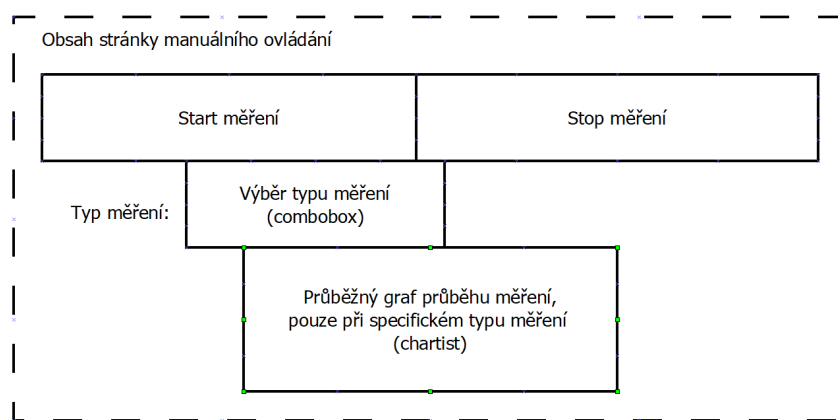 Obsah stránky manuálního ovládání
Start měření
Stop měření
Typ měření:
Výběr typu měření
(combobox)
Průběžný graf průběhu měření,
pouze při specifickém typu měření
(chartist)